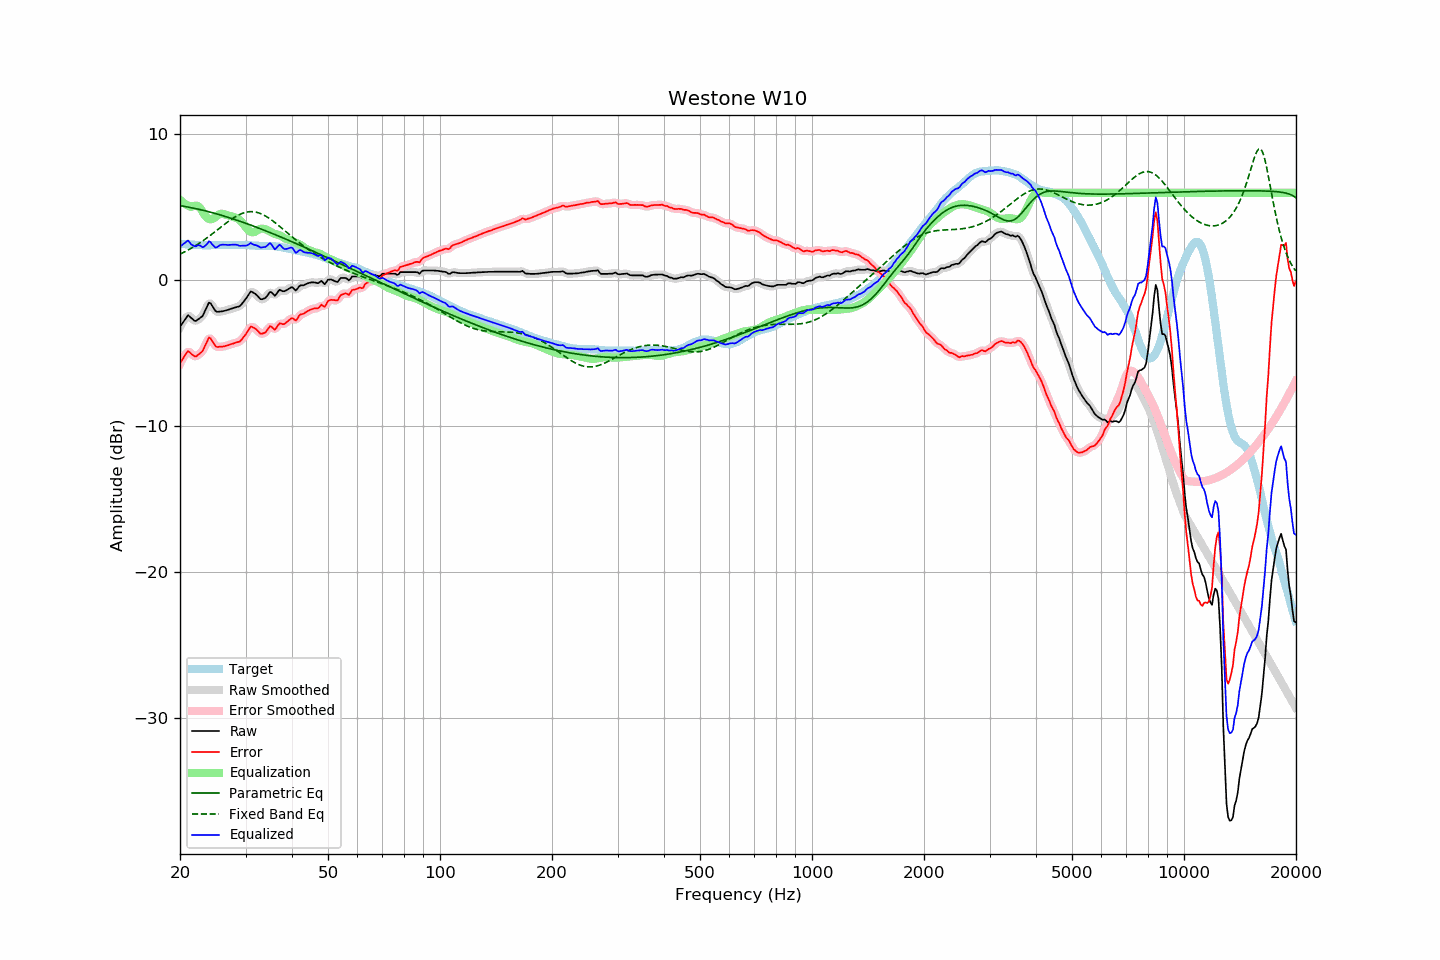 Westone W10
10
0
−10
−20
−30
Amplitude (dBr)
Target
Raw Smoothed
Error Smoothed
Raw
Error
Equalization
Parametric Eq
Fixed Band Eq
Equalized
20 50 100 200 500 1000 2000 5000 10000 20000
Frequency (Hz)